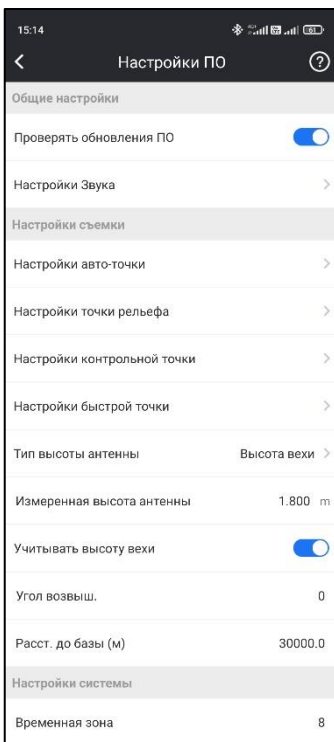 15:14
61
Настройки ПО
Общие настройки
Проверять обновления ПО
Настройки Звука
Настройки съемки
Настройки авто-точки
Настройки точки рельефа
Настройки контрольной точки
Настройки быстрой точки
Тип высоты антенны Высота вехи
Измеренная высота антенны 1.800 m
Учитывать высоту вехи
Угол возвыш. 0
Расст. до базы (м) 30000.0
Настройки системы
Временная зона 8